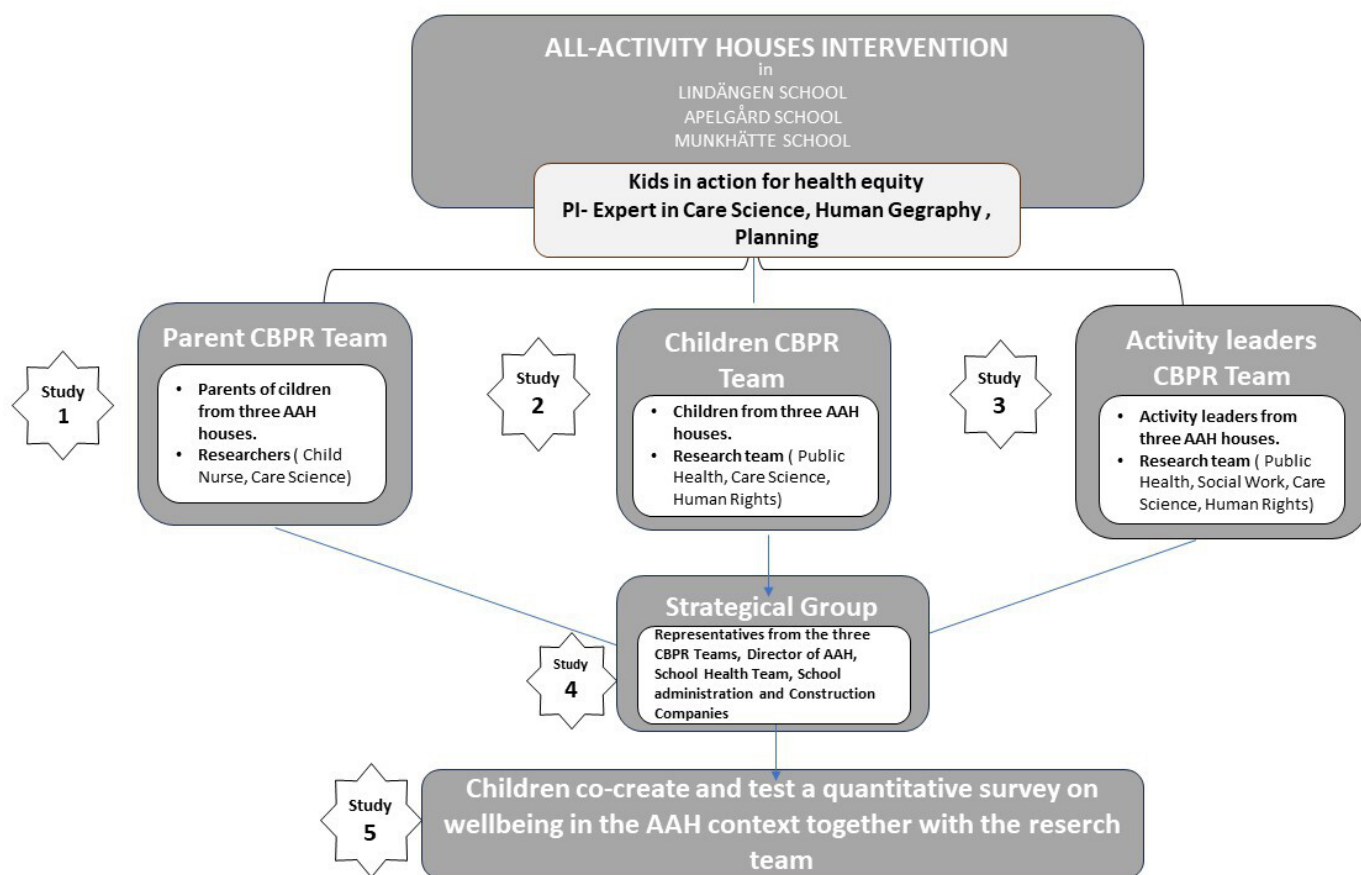 ALL-ACTIVITY HOUSES INTERVENTION
in
LINDÄNGEN SCHOOL
APELGÅRD SCHOOL
MUNKHÄTTE SCHOOL
Kids in action for health equity
PI- Expert in Care Science, Human Gegraphy ,
Planning
Study
1
Parent CBPR Team
• Parents of cildren
from three AAH
houses.
• Researchers ( Child
Nurse, Care Science)
Study
2
Children CBPR
Team
• Children from three AAH
houses.
• Research team ( Public
Health, Care Science,
Human Rights)
Study
3
Activity leaders
CBPR Team
• Activity leaders from
three AAH houses.
• Research team ( Public
Health, Social Work, Care
Science, Human Rights)
Study
4
Strategical Group
Representatives from the three
CBPR Teams, Director of AAH,
School Health Team, School
administration and Construction
Companies
Study
5
Children co-create and test a quantitative survey on
wellbeing in the AAH context together with the reserch
team